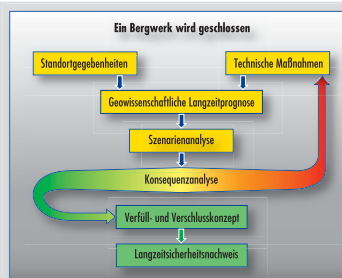 Ein Bergwerk wird geschlossen
Standortgegebenheiten
Technische Maßnahmen
Geowissenschaftliche Langzeitprognose
Szenarienanalyse
Konsequenzanalyse
Verfüll- und Verschlusskonzept
Langzeitsicherheitsnachweis